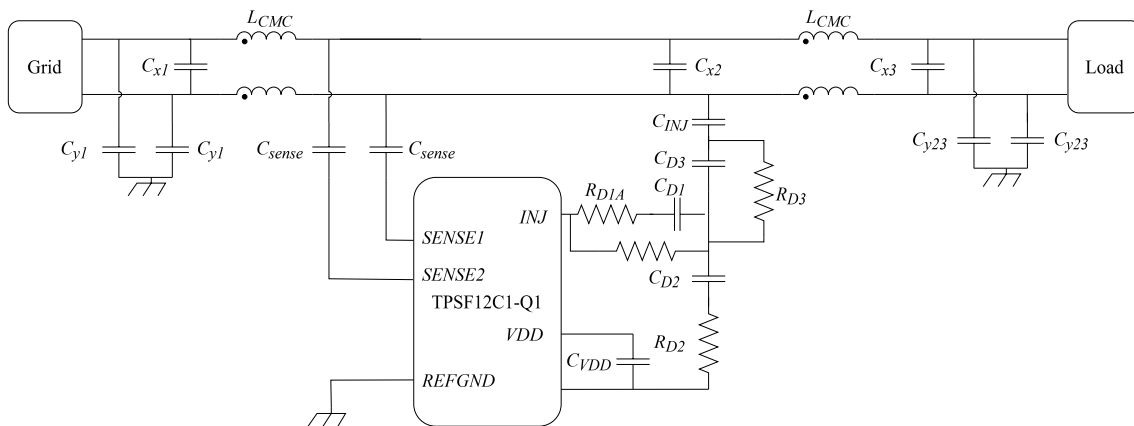 L_CMC
L_CMC
Grid
C_x1
C_x2
C_x3
Load
C_INJ
C_y1
C_y1
C_sense
C_sense
C_y23
C_y23
C_D3
C_D1
R_D1A
R_D3
INJ
SENSE1
SENSE2
C_D2
TPSF12C1-Q1
VDD
R_D2
C_VDD
REFGND